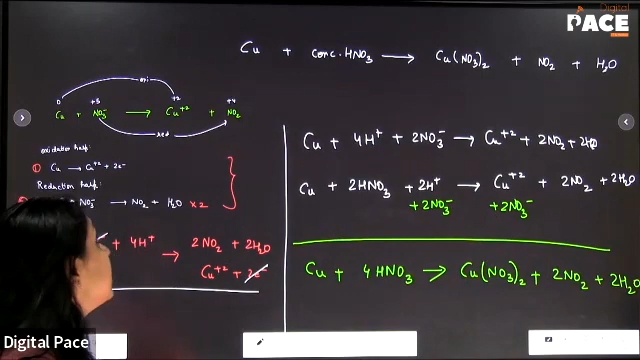 Digital
PACE
Cu + conc. HNO₃ ⟶ Cu(NO₃)₂ + NO₂ + H₂O
oxi
0 +5 +2 +4
Cu + NO₃⁻ ⟶ Cu⁺² + NO₂
red
oxidation half:
① Cu ⟶ Cu⁺² + 2e⁻
Reduction half:
NO₃⁻ ⟶ NO₂ + H₂O ×2
+ 4H⁺ ⟶ 2NO₂ + 2H₂O
Cu⁺² + 2e⁻
Cu + 4H⁺ + 2NO₃⁻ ⟶ Cu⁺² + 2NO₂ + 2H₂O
Cu + 2HNO₃ + 2H⁺ ⟶ Cu⁺² + 2NO₂ + 2H₂O
+ 2NO₃⁻ + 2NO₃⁻
Cu + 4HNO₃ ⟶ Cu(NO₃)₂ + 2NO₂ + 2H₂O
Digital Pace